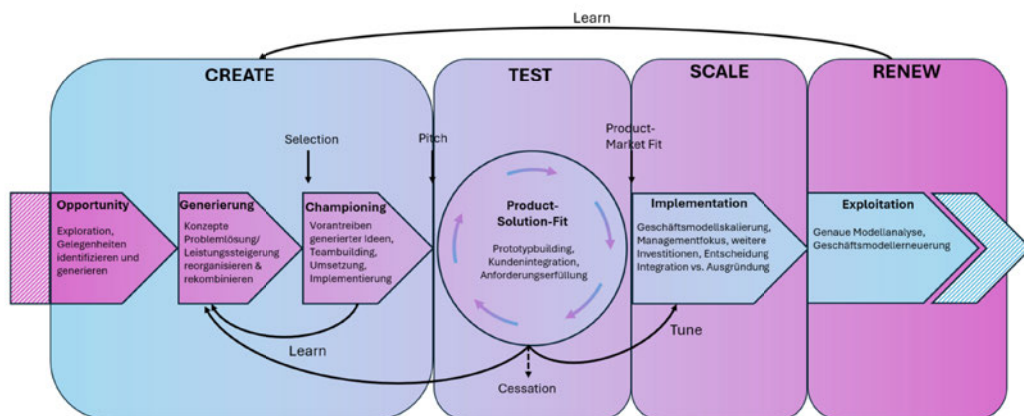 Learn
CREATE
TEST
SCALE
RENEW
Selection
Pitch
Product-
Market Fit
Opportunity
Exploration,
Gelegenheiten
identifizieren und
generieren
Generierung
Konzepte
Problemlösung/
Leistungssteigerung
reorganisieren &
rekombinieren
Championing
Vorantreiben
generierter Ideen,
Teambuilding,
Umsetzung,
Implementierung
Product-
Solution-Fit
Prototypbuilding,
Kundenintegration,
Anforderungserfüllung
Implementation
Geschäftsmodellskalierung,
Managementfokus, weitere
Investitionen, Entscheidung
Integration vs. Ausgründung
Exploitation
Genaue Modellanalyse,
Geschäftsmodellerneuerung
Learn
Tune
Cessation